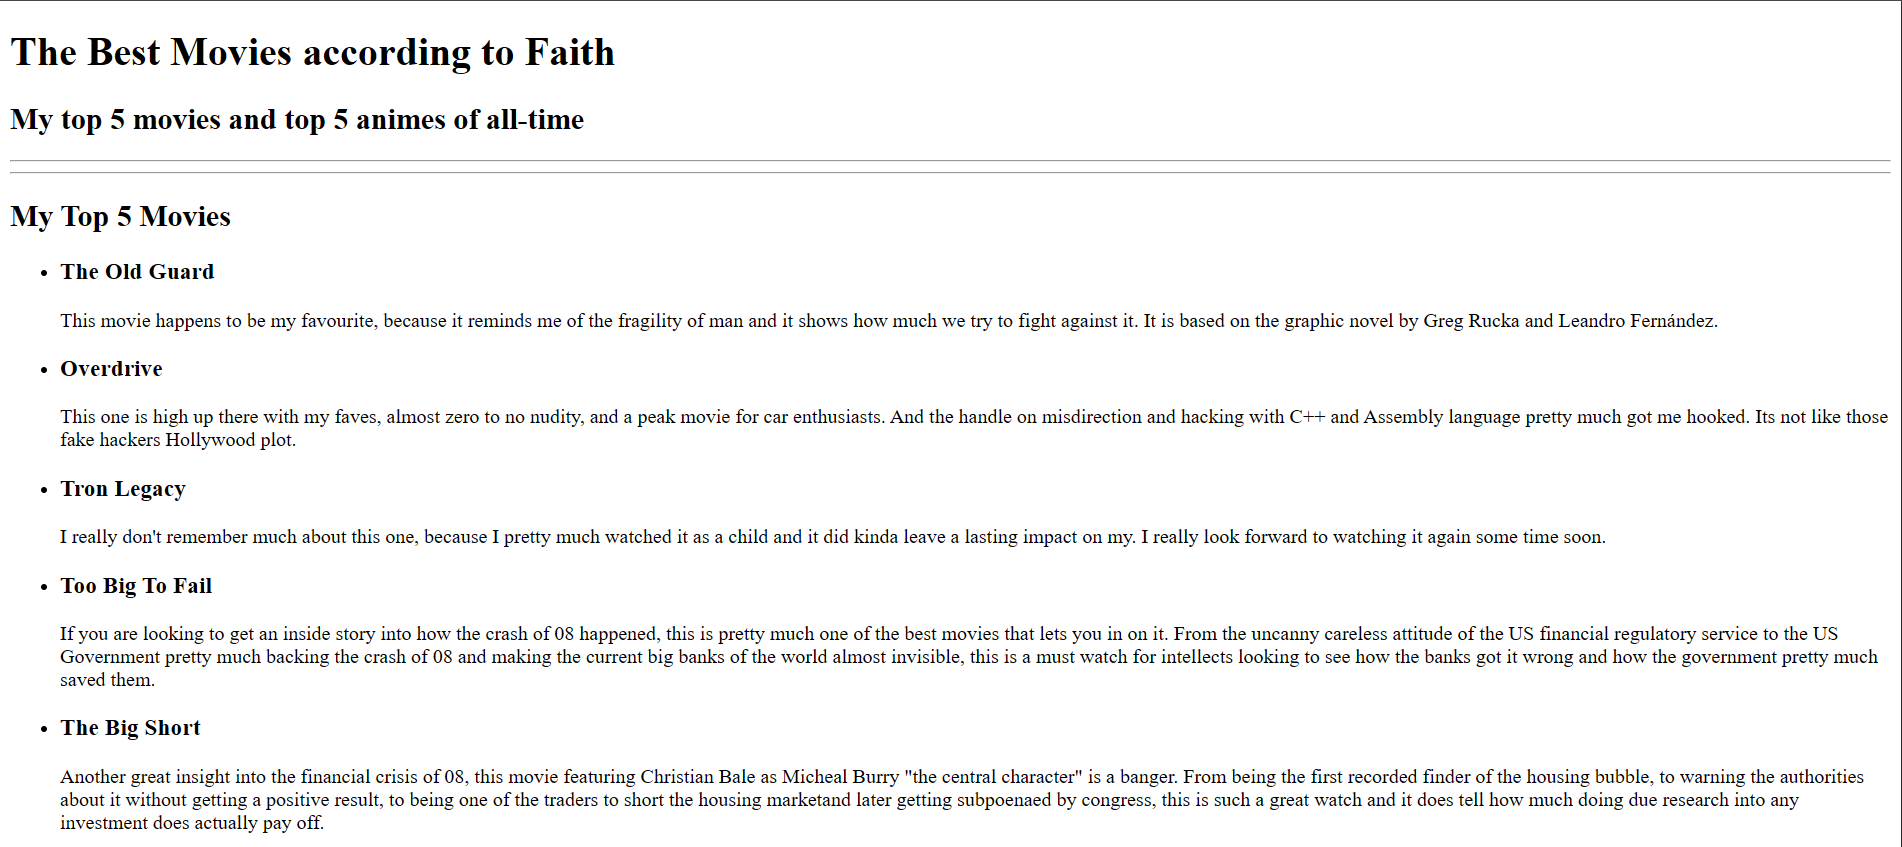 The Best Movies according to Faith
My top 5 movies and top 5 animes of all-time
My Top 5 Movies
The Old Guard
This movie happens to be my favourite, because it reminds me of the fragility of man and it shows how much we try to fight against it. It is based on the graphic novel by Greg Rucka and Leandro Fernández.
Overdrive
This one is high up there with my faves, almost zero to no nudity, and a peak movie for car enthusiasts. And the handle on misdirection and hacking with C++ and Assembly language pretty much got me hooked. Its not like those
fake hackers Hollywood plot.
Tron Legacy
I really don't remember much about this one, because I pretty much watched it as a child and it did kinda leave a lasting impact on my. I really look forward to watching it again some time soon.
Too Big To Fail
If you are looking to get an inside story into how the crash of 08 happened, this is pretty much one of the best movies that lets you in on it. From the uncanny careless attitude of the US financial regulatory service to the US
Government pretty much backing the crash of 08 and making the current big banks of the world almost invisible, this is a must watch for intellects looking to see how the banks got it wrong and how the government pretty much
saved them.
The Big Short
Another great insight into the financial crisis of 08, this movie featuring Christian Bale as Micheal Burry "the central character" is a banger. From being the first recorded finder of the housing bubble, to warning the authorities
about it without getting a positive result, to being one of the traders to short the housing marketand later getting subpoenaed by congress, this is such a great watch and it does tell how much doing due research into any
investment does actually pay off.